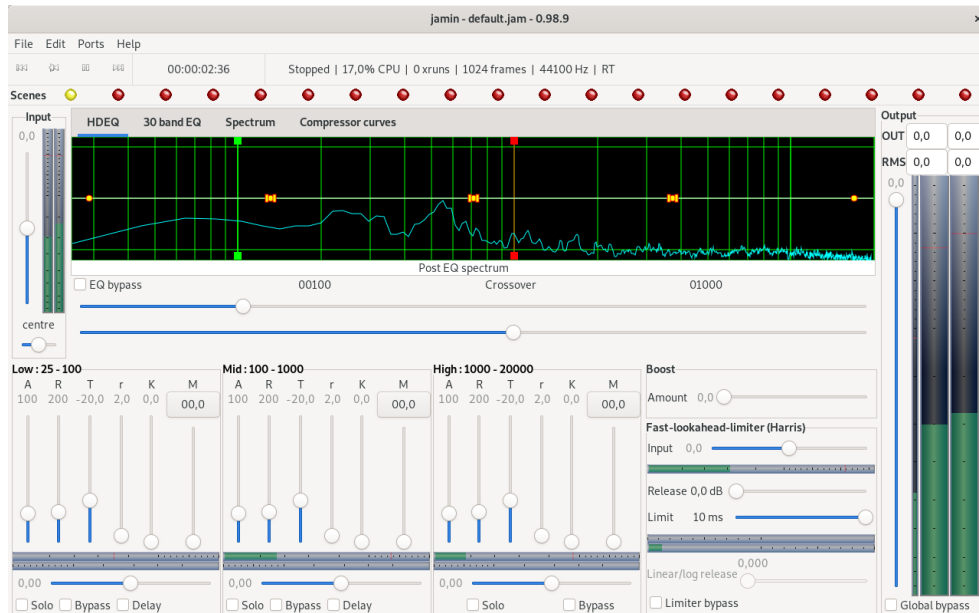 jamin - default.jam - 0.98.9
File Edit Ports Help
00:00:02:36 Stopped | 17,0% CPU | 0 xruns | 1024 frames | 44100 Hz | RT
Scenes
Input
0,0
centre
HDEQ 30 band EQ Spectrum Compressor curves
Post EQ spectrum
EQ bypass 00100 Crossover 01000
Output
OUT 0,0 0,0
RMS 0,0 0,0
0,0
Low : 25 - 100
A R T r K M
100 200 -20,0 2,0 0,0 00,0
0,00
Solo Bypass Delay
Mid : 100 - 1000
A R T r K M
100 200 -20,0 2,0 0,0 00,0
0,00
Solo Bypass Delay
High : 1000 - 20000
A R T r K M
100 200 -20,0 2,0 0,0 00,0
0,00
Solo Bypass
Boost
Amount 0,0
Fast-lookahead-limiter (Harris)
Input 0,0
Release 0,0 dB
Limit 10 ms
0,000
Linear/log release
Limiter bypass
Global bypass